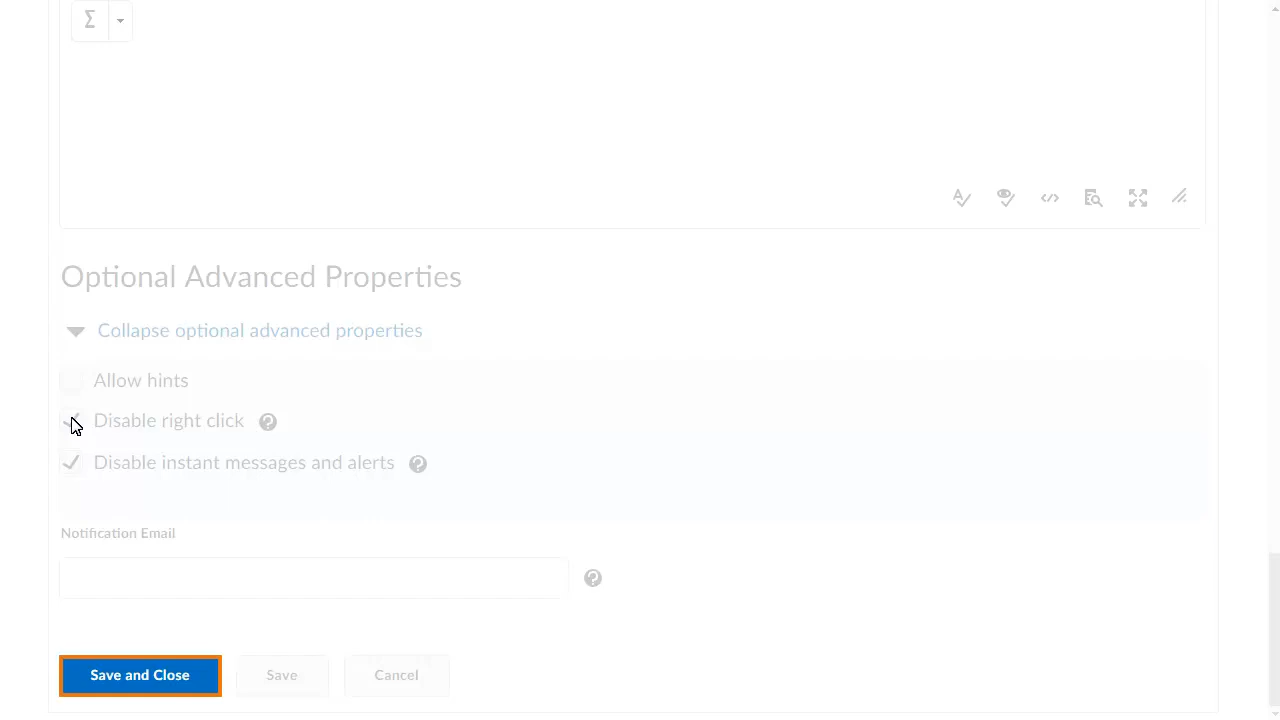 Σ
Optional Advanced Properties
Collapse optional advanced properties
Allow hints
Disable right click
Disable instant messages and alerts
Notification Email
Save and Close Save Cancel